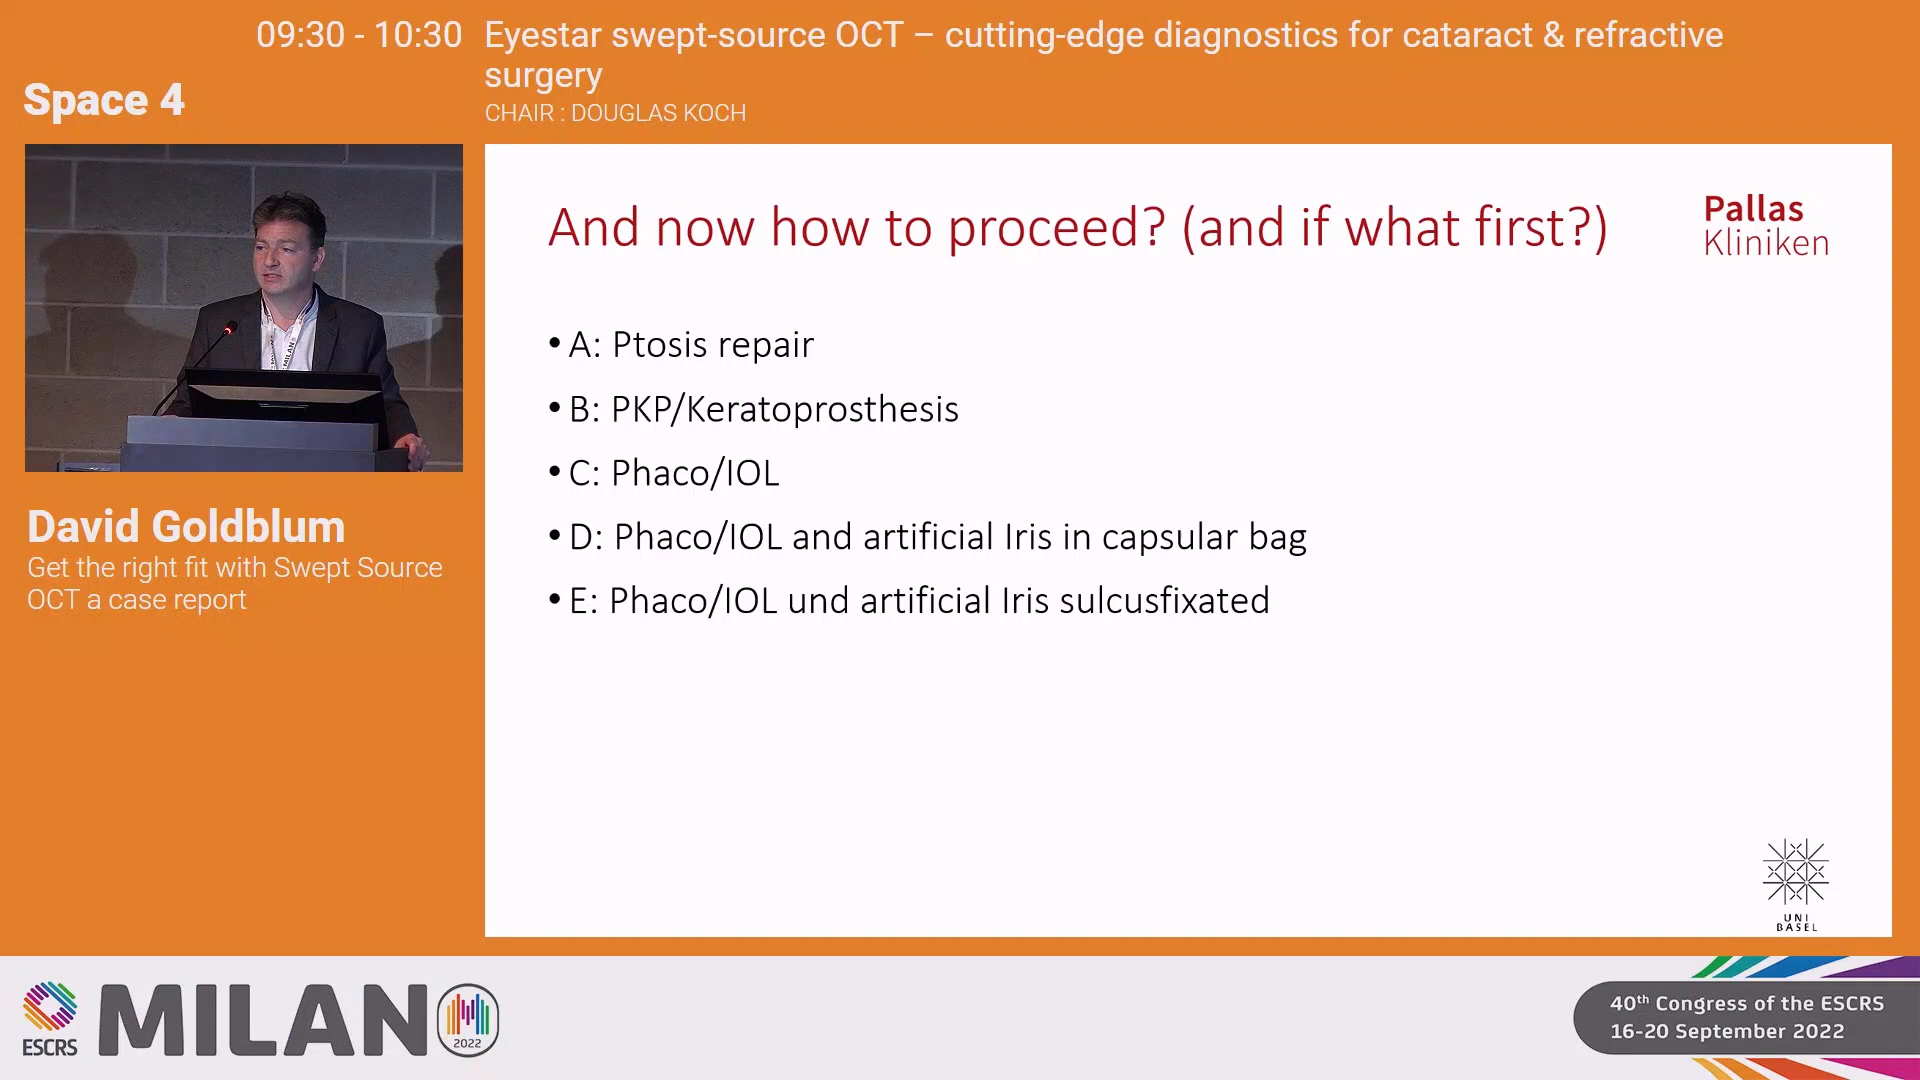 09:30 - 10:30
Eyestar swept-source OCT – cutting-edge diagnostics for cataract & refractive
surgery
CHAIR : DOUGLAS KOCH
Space 4
MILAN
David Goldblum
Get the right fit with Swept Source
OCT a case report
And now how to proceed? (and if what first?)
Pallas
Kliniken
• A: Ptosis repair
• B: PKP/Keratoprosthesis
• C: Phaco/IOL
• D: Phaco/IOL and artificial Iris in capsular bag
• E: Phaco/IOL und artificial Iris sulcusfixated
UNI
BASEL
ESCRS
MILANO
2022
40th Congress of the ESCRS
16-20 September 2022